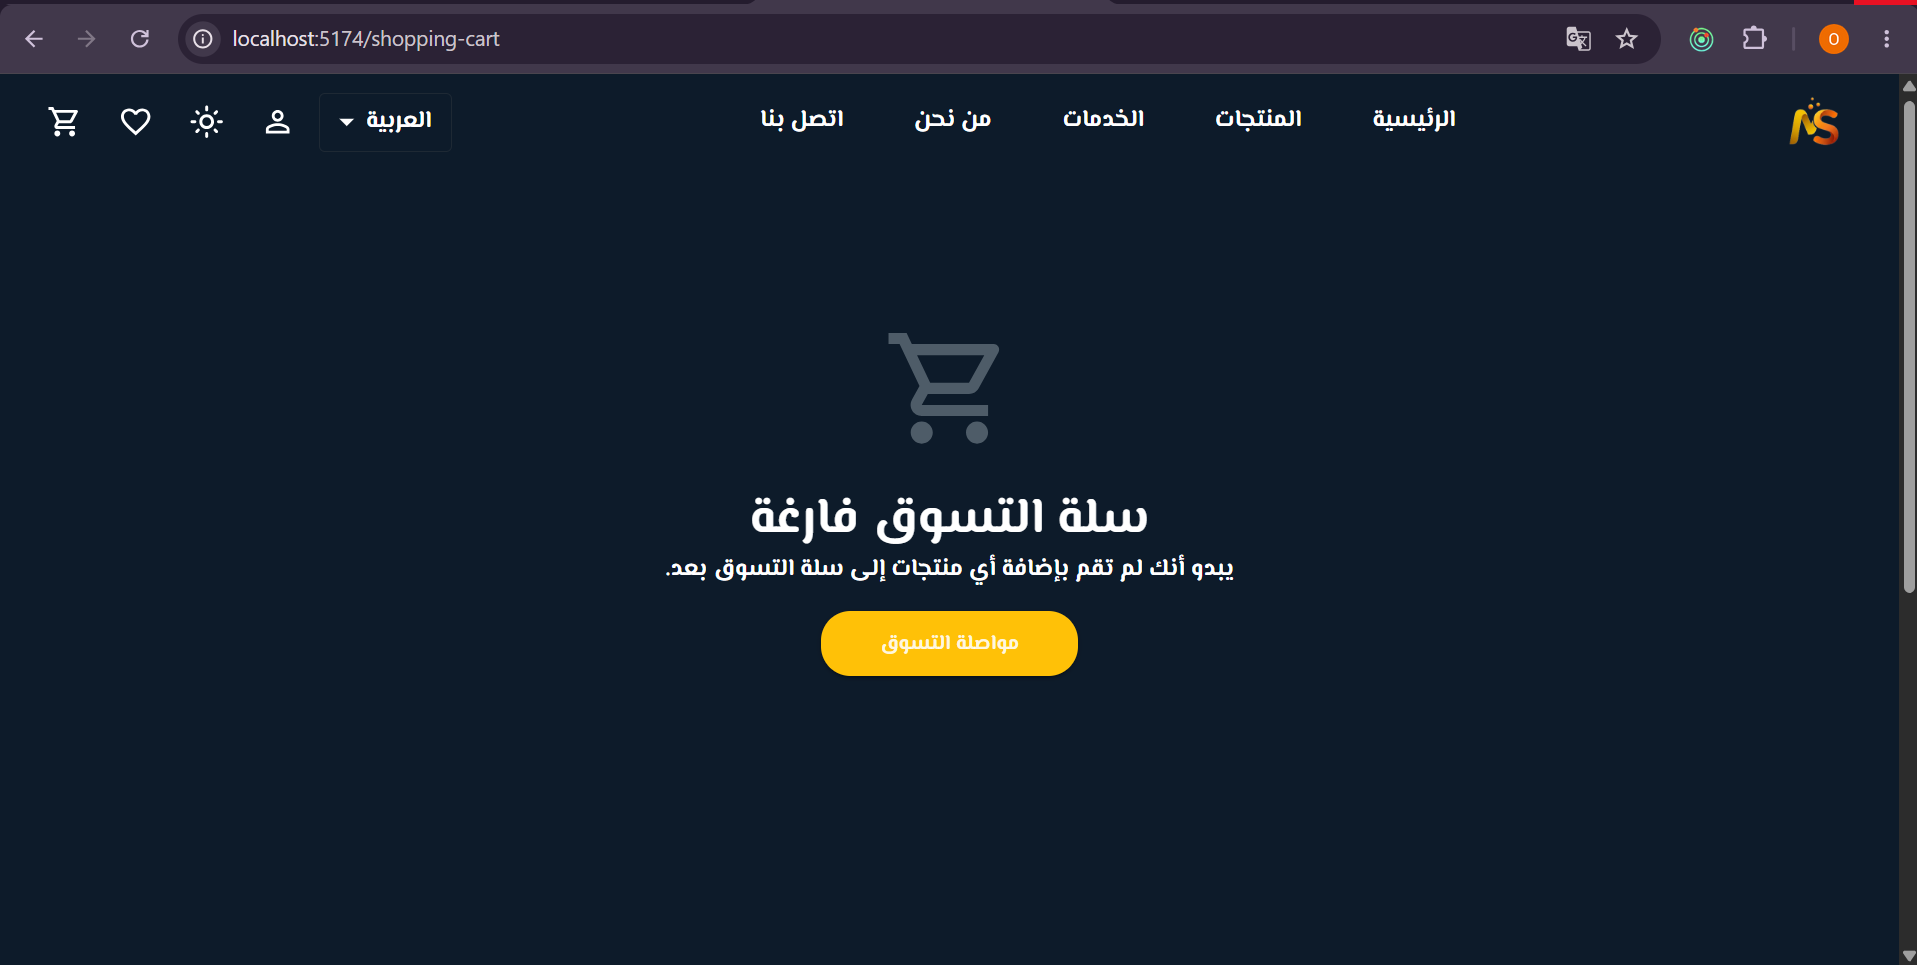 localhost:5174/shopping-cart
O
NS
الرئيسية
المنتجات
الخدمات
من نحن
اتصل بنا
العربية
سلة التسوق فارغة
يبدو أنك لم تقم بإضافة أي منتجات إلى سلة التسوق بعد.
مواصلة التسوق